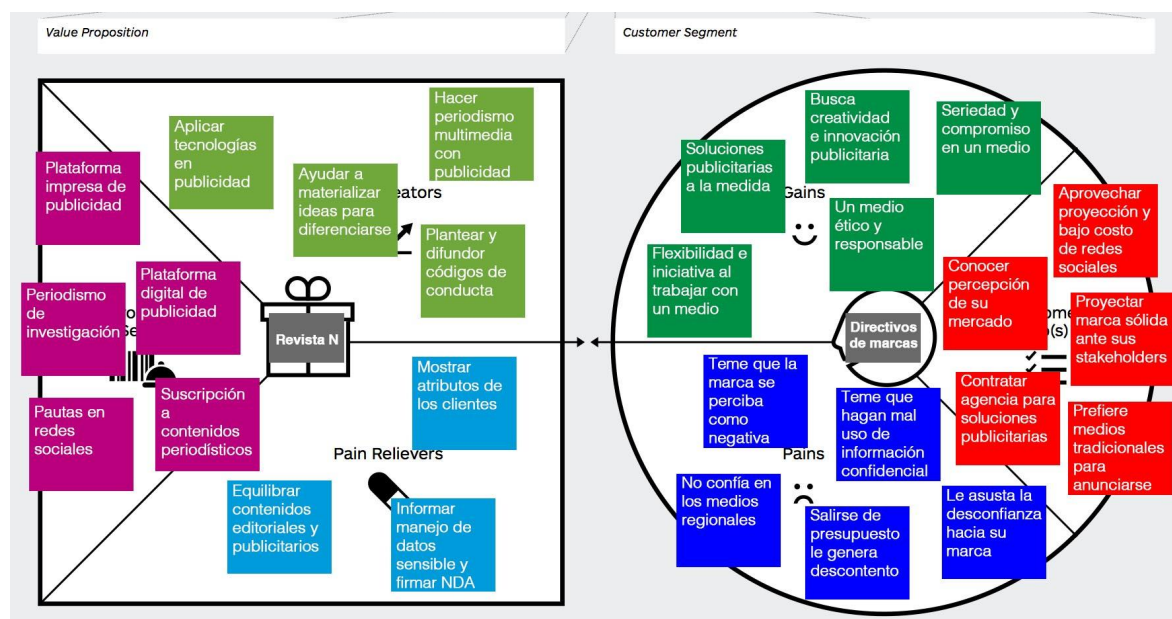 Value Proposition
Customer Segment
Hacer
periodismo
multimedia
con
publicidad
Aplicar
tecnologías
en
publicidad
Plataforma
impresa de
publicidad
Ayudar a
materializar
ideas para
diferenciarse
eators
Plantear y
difundor
códigos de
conducta
Plataforma
digital de
publicidad
Periodismo
de
investigación
Revista N
Mostrar
atributos de
los clientes
Suscripción
a
contenidos
periodísticos
Pautas en
redes
sociales
Pain Relievers
Equilibrar
contenidos
editoriales y
publicitarios
Informar
manejo de
datos
sensible y
firmar NDA
Busca
creatividad
e innovación
publicitaria
Seriedad y
compromiso
en un medio
Soluciones
publicitarias
a la medida
Gains
Un medio
ético y
responsable
Aprovechar
proyección y
bajo costo
de redes
sociales
Flexibilidad e
iniciativa al
trabajar con
un medio
Conocer
percepción
de su
mercado
ome
(s)
Proyectar
marca sólida
ante sus
stakeholders
Directivos
de marcas
Teme que la
marca se
perciba
como
negativa
Teme que
hagan mal
uso de
información
confidencial
Contratar
agencia para
soluciones
publicitarias
Prefiere
medios
tradicionales
para
anunciarse
Pains
No confía en
los medios
regionales
Salirse de
presupuesto
le genera
descontento
Le asusta la
desconfianza
hacia su
marca